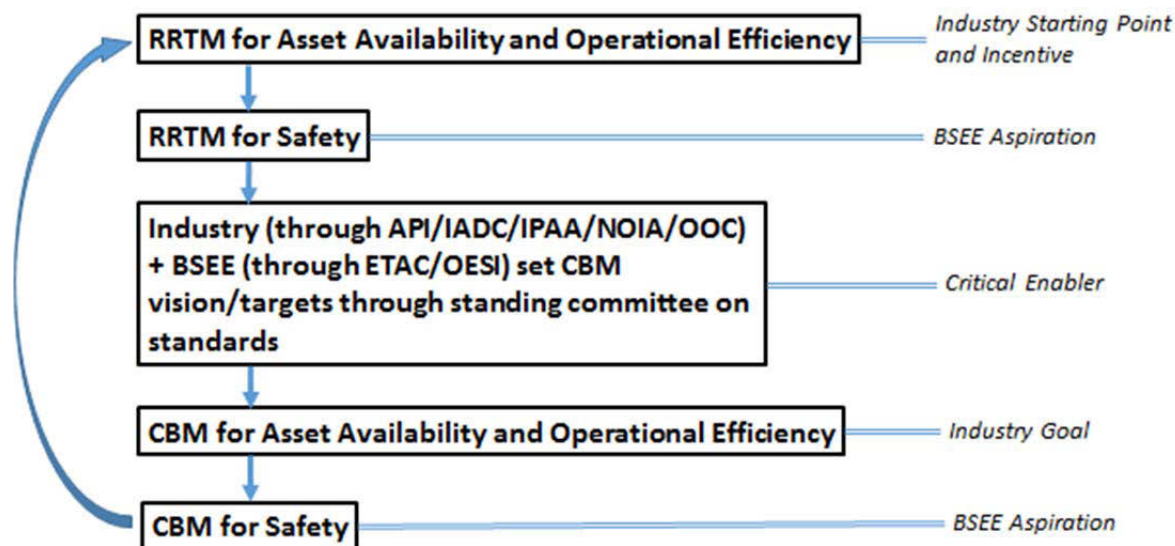 RRTM for Asset Availability and Operational Efficiency
Industry Starting Point
and Incentive
RRTM for Safety
BSEE Aspiration
Industry (through API/IADC/IPAA/NOIA/OOC)
+ BSEE (through ETAC/OESI) set CBM
vision/targets through standing committee on
standards
Critical Enabler
CBM for Asset Availability and Operational Efficiency
Industry Goal
CBM for Safety
BSEE Aspiration